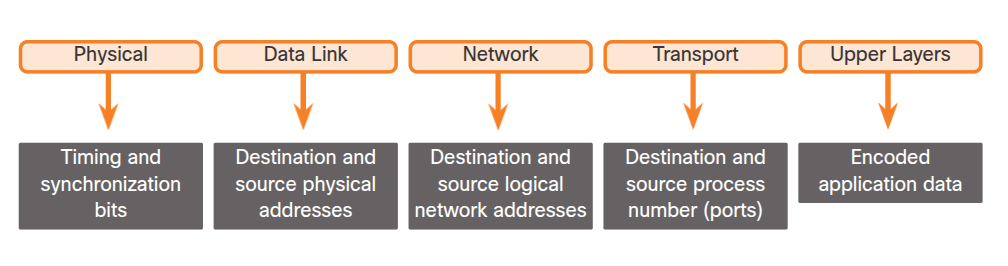 Physical
Data Link
Network
Transport
Upper Layers
Timing and
synchronization
bits
Destination and
source physical
addresses
Destination and
source logical
network addresses
Destination and
source process
number (ports)
Encoded
application data